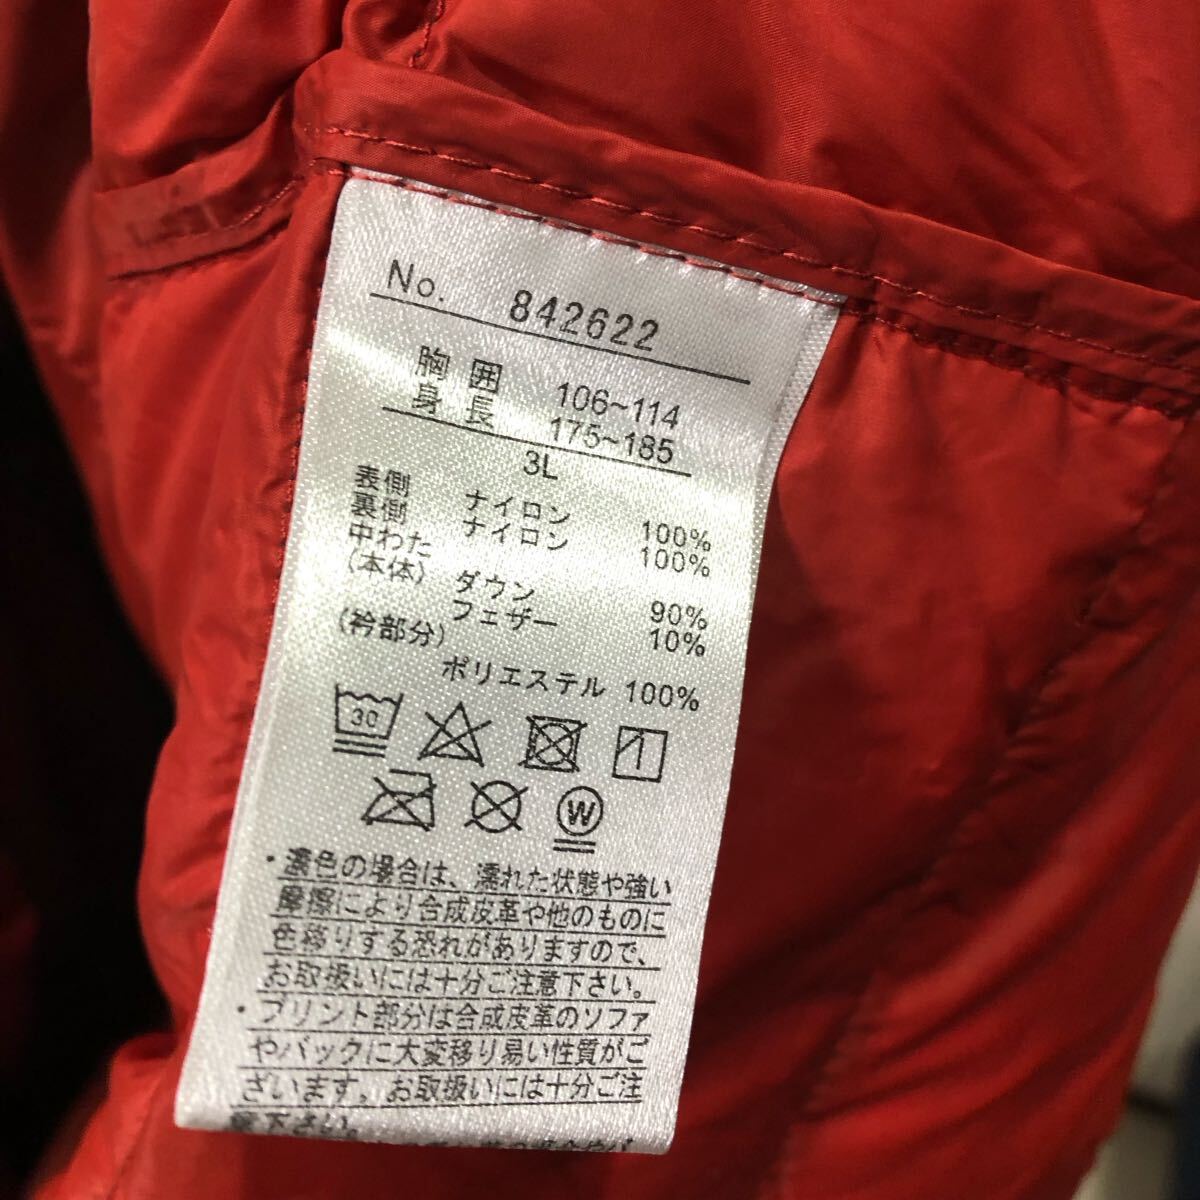 No. 842622
胸囲 106~114
身長 175~185
3L
表側 ナイロン 100%
裏側 ナイロン 100%
中わた
(本体) ダウン 90%
フェザー 10%
(衿部分)
ポリエステル 100%
30
W
・濃色の場合は、濡れた状態や強い
摩擦により合成皮革や他のものに
色移りする恐れがありますので、
お取扱いには十分ご注意下さい。
・プリント部分は合成皮革のソファ
やバックに大変移り易い性質がご
ざいます。お取扱いには十分ご注
意下さい。